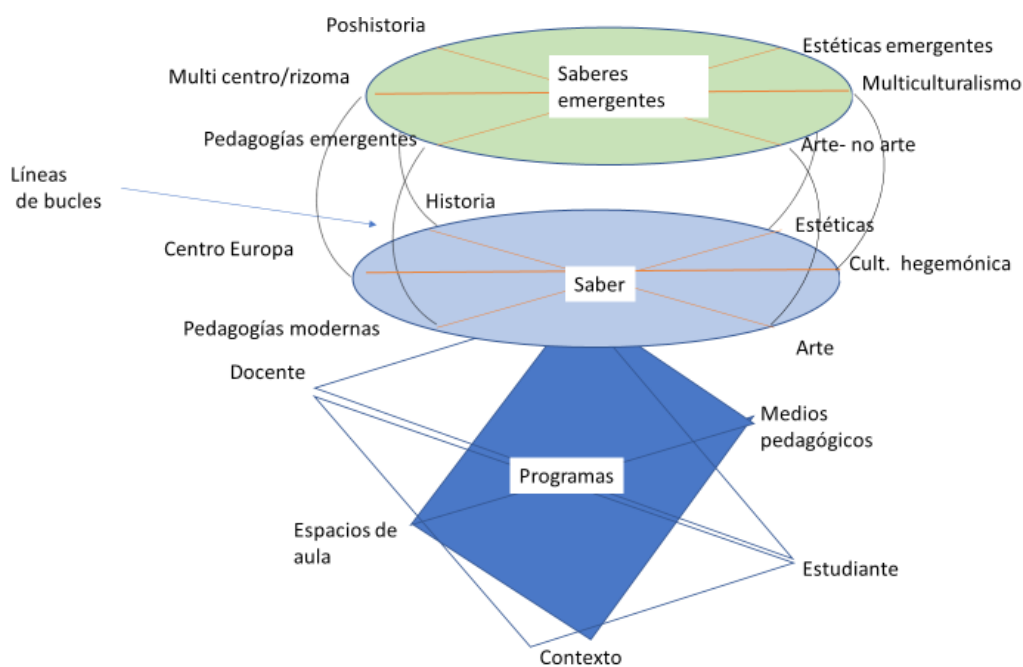 Poshistoria
Estéticas emergentes
Multi centro/rizoma
Saberes
emergentes
Multiculturalismo
Pedagogías emergentes
Arte- no arte
Líneas
de bucles
Historia
Estéticas
Centro Europa
Cult. hegemónica
Saber
Pedagogías modernas
Arte
Docente
Medios
pedagógicos
Programas
Espacios de
aula
Estudiante
Contexto